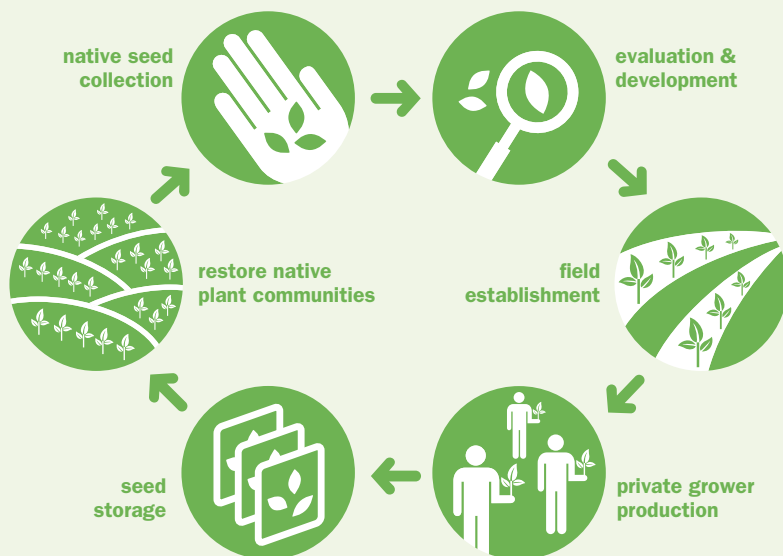 native seed
collection
evaluation &
development
field
establishment
private grower
production
seed
storage
restore native
plant communities